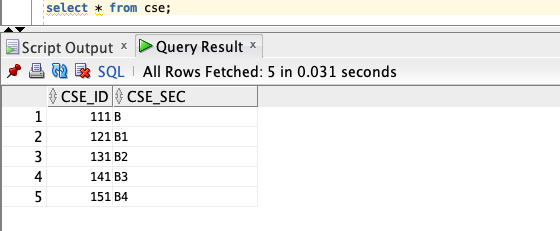 select * from cse;
Script Output x Query Result x
SQL All Rows Fetched: 5 in 0.031 seconds
CSE_ID CSE_SEC
1 111 B
2 121 B1
3 131 B2
4 141 B3
5 151 B4